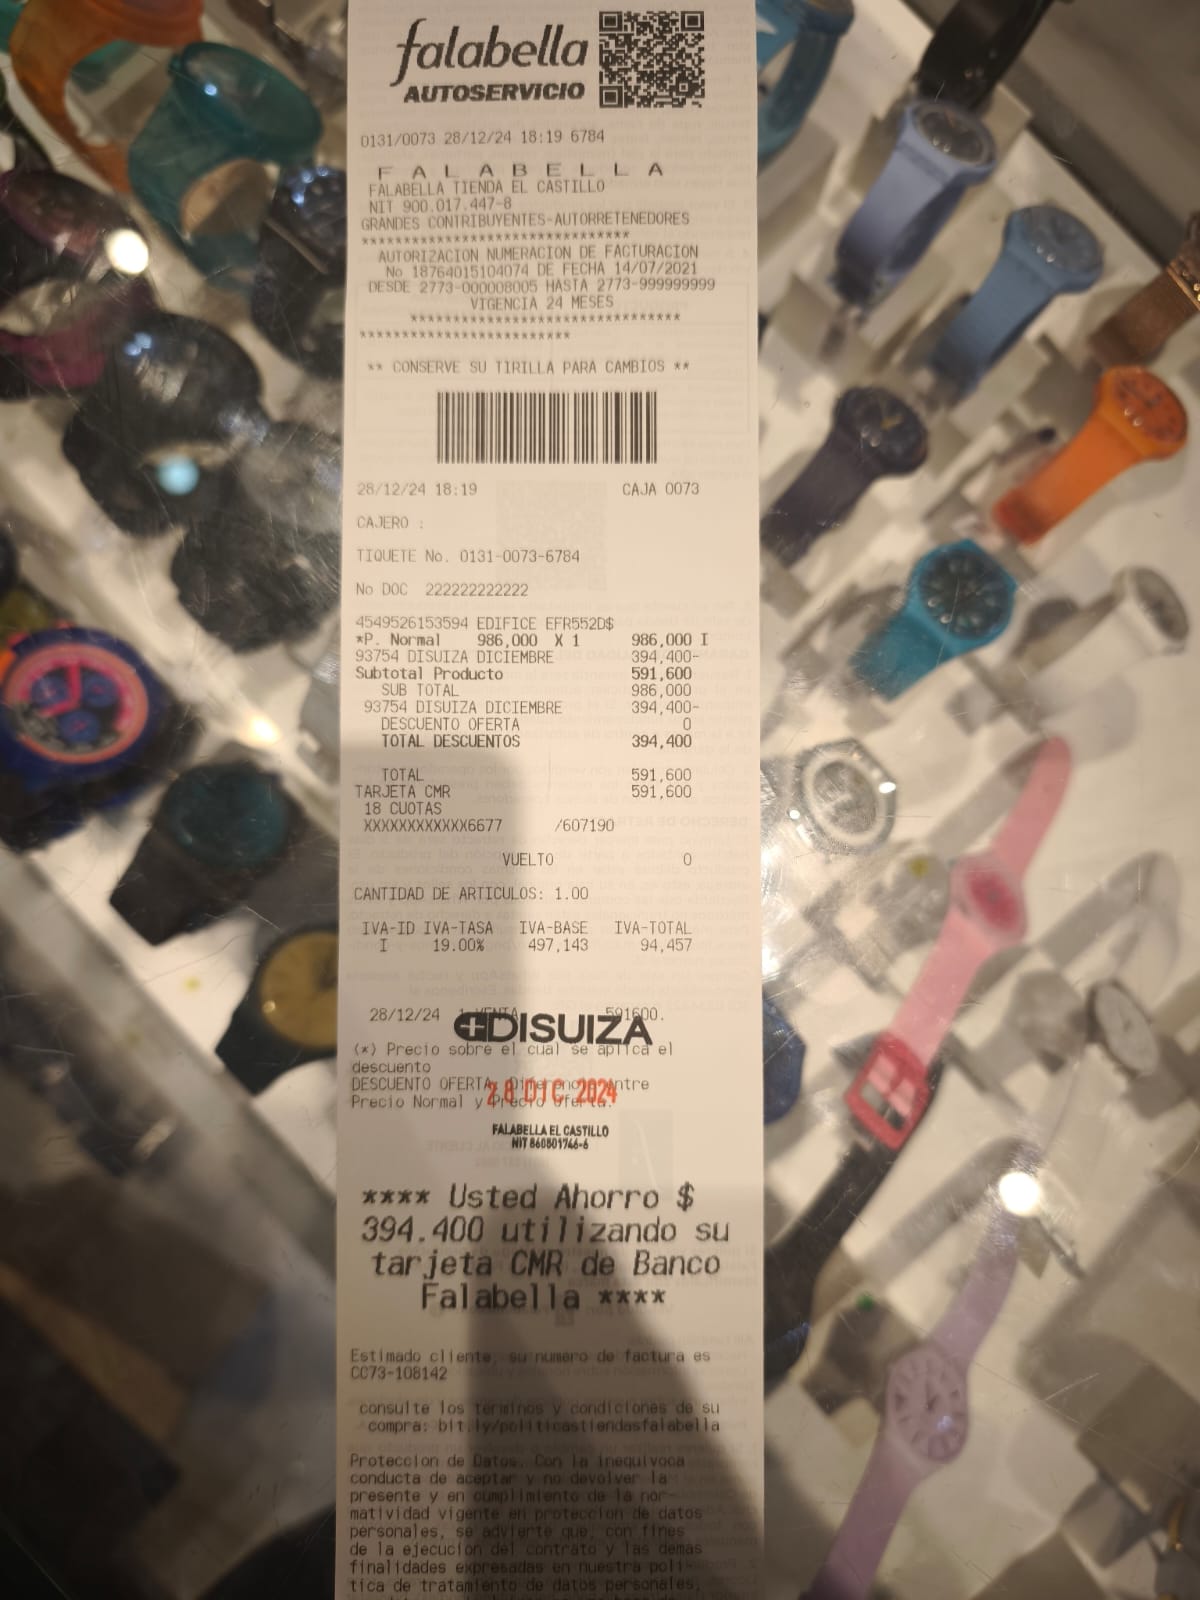 falabella
AUTOSERVICIO
0131/0073 28/12/24 18:19 6784
F A L A B E L L A
FALABELLA TIENDA EL CASTILLO
NIT 900.017.447-8
GRANDES CONTRIBUYENTES-AUTORRETENEDORES
********************************
AUTORIZACION NUMERACION DE FACTURACION
No 18764015104074 DE FECHA 14/07/2021
DESDE 2773-000008005 HASTA 2773-999999999
VIGENCIA 24 MESES
********************************
*************************
** CONSERVE SU TIRILLA PARA CAMBIOS **
28/12/24 18:19 CAJA 0073
CAJERO :
TIQUETE No. 0131-0073-6784
No DOC 222222222222
4549526153594 EDIFICE EFR552D$
*P. Normal 986,000 X 1 986,000 I
93754 DISUIZA DICIEMBRE 394,400-
Subtotal Producto 591,600
SUB TOTAL 986,000
93754 DISUIZA DICIEMBRE 394,400-
DESCUENTO OFERTA 0
TOTAL DESCUENTOS 394,400
TOTAL 591,600
TARJETA CMR 591,600
18 CUOTAS
XXXXXXXXXXXX6677 /607190
VUELTO 0
CANTIDAD DE ARTICULOS: 1.00
IVA-ID IVA-TASA IVA-BASE IVA-TOTAL
I 19.00% 497,143 94,457
28/12/24 1 VENTA 591600.
DISUIZA
(*) Precio sobre el cual se aplica el
descuento
DESCUENTO OFERTA, Diferencia entre
28 DIC 2024
Precio Normal y Precio Oferta.
FALABELLA EL CASTILLO
NIT 860501746-6
**** Usted Ahorro $
394.400 utilizando su
tarjeta CMR de Banco
Falabella ****
Estimado cliente, su numero de factura es
CC73-108142
consulte los terminos y condiciones de su
compra: bit.ly/politicastiendasfalabella
Proteccion de Datos. Con la inequivoca
conducta de aceptar y no devolver la
presente y en cumplimiento de la nor-
matividad vigente en proteccion de datos
personales, se advierte que, con fines
de la ejecucion del contrato y las demas
finalidades expresadas en nuestra poli-
tica de tratamiento de datos personales,